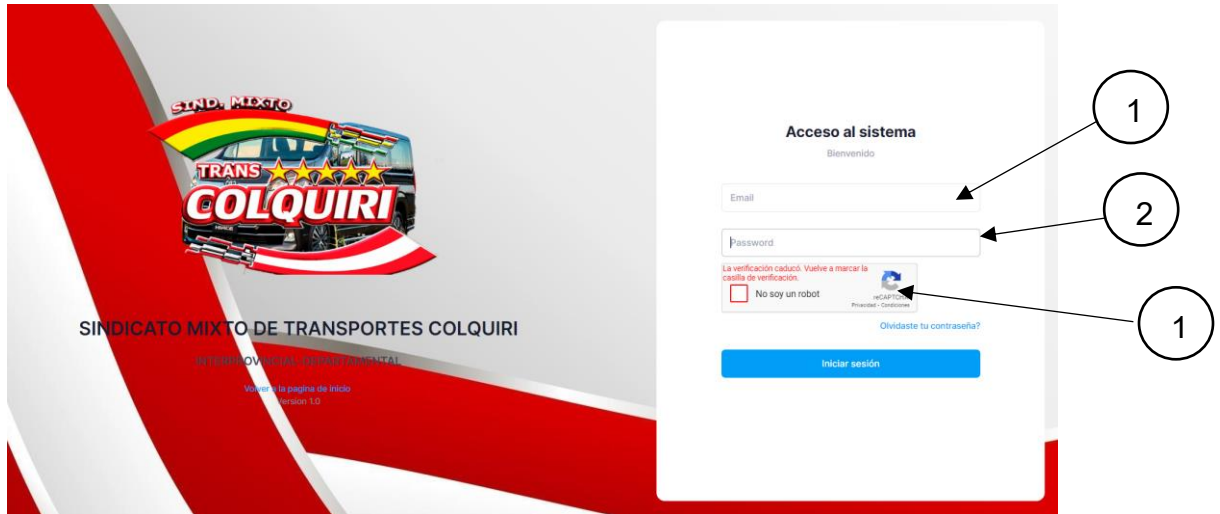 SIND. MIXTO
TRANS
COLQUIRI
SINDICATO MIXTO DE TRANSPORTES COLQUIRI
INTERPROVINCIAL-DEPARTAMENTAL
Volver a la pagina de inicio
Version 1.0
Acceso al sistema
Bienvenido
Email
1
Password
2
La verificación caducó. Vuelve a marcar la
casilla de verificación.
No soy un robot
reCAPTCHA
Privacidad - Condiciones
1
Olvidaste tu contraseña?
Iniciar sesión